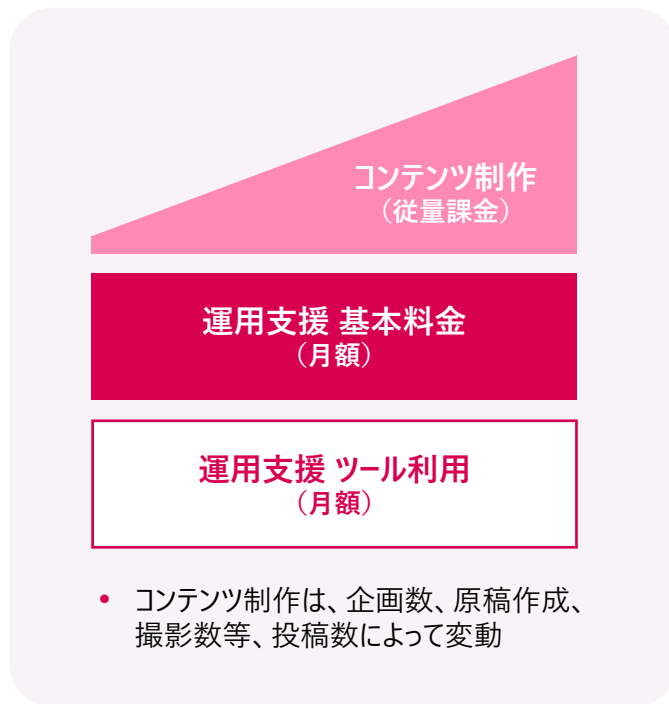 コンテンツ制作
（従量課金）
運用支援 基本料金
（月額）
運用支援 ツール利用
（月額）
• コンテンツ制作は、企画数、原稿作成、
撮影数等、投稿数によって変動